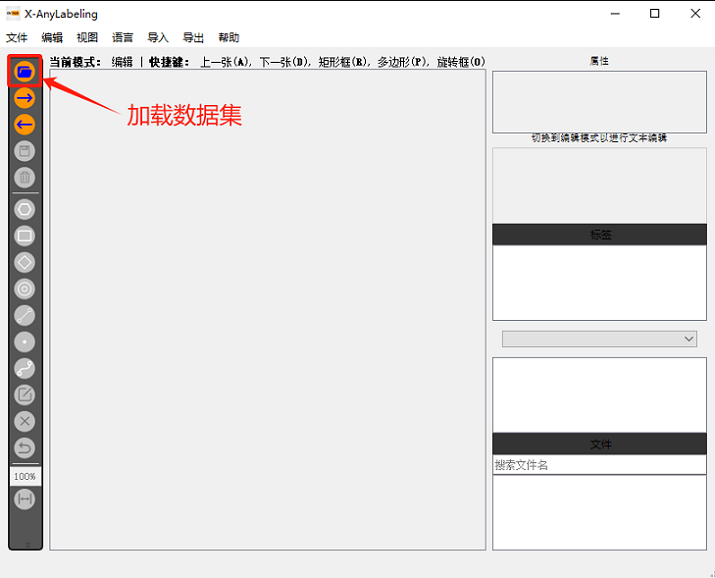 X-AnyLabeling
文件 编辑 视图 语言 导入 导出 帮助
当前模式： 编辑 | 快捷键： 上一张(A), 下一张(D), 矩形框(R), 多边形(P), 旋转框(O)
属性
加载数据集
切换到编辑模式以进行文本编辑
标签
文件
搜索文件名
100%